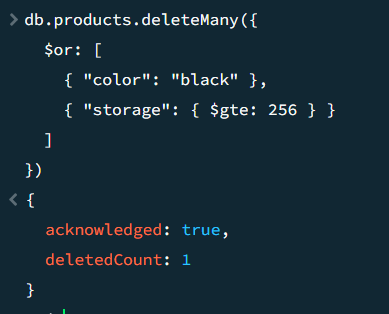 > db.products.deleteMany({
$or: [
{ "color": "black" },
{ "storage": { $gte: 256 } }
]
})
< {
acknowledged: true,
deletedCount: 1
}